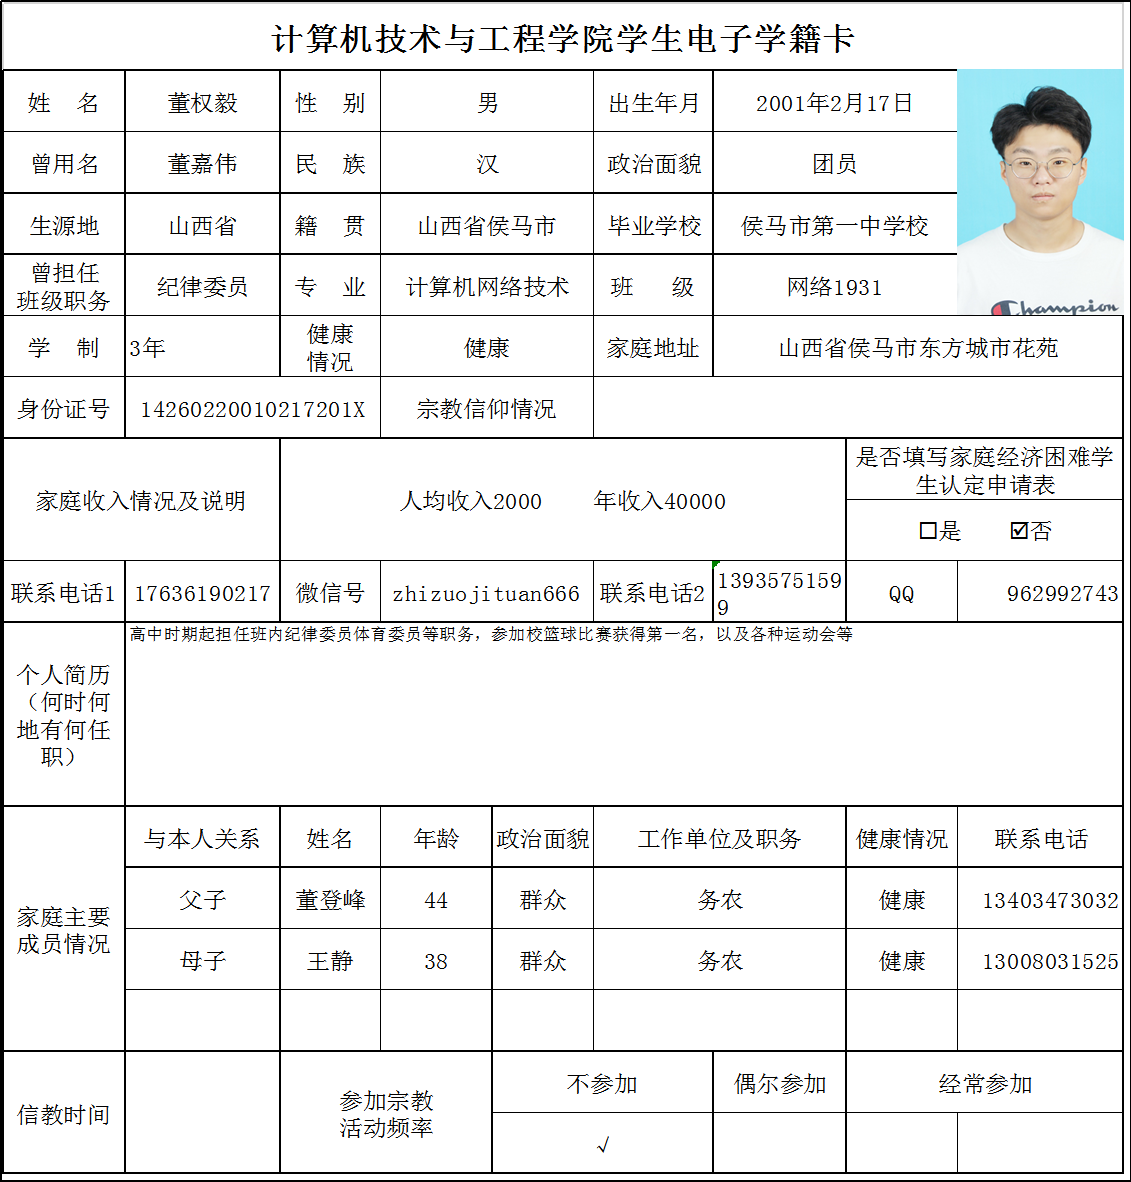 计算机技术与工程学院学生电子学籍卡
姓 名 董权毅 性 别 男 出生年月 2001年2月17日
曾用名 董嘉伟 民 族 汉 政治面貌 团员
生源地 山西省 籍 贯 山西省侯马市 毕业学校 侯马市第一中学校
曾担任
班级职务 纪律委员 专 业 计算机网络技术 班 级 网络1931
Champion
学 制 3年 健康
情况 健康 家庭地址 山西省侯马市东方城市花苑
身份证号 14260220010217201X 宗教信仰情况
家庭收入情况及说明 人均收入2000 年收入40000
是否填写家庭经济困难学
生认定申请表
☐是 ☑否
联系电话1 17636190217 微信号 zhizuojituan666 联系电话2 1393575159
9 QQ 962992743
个人简历
（何时何
地有何任
职）
高中时期起担任班内纪律委员体育委员等职务，参加校篮球比赛获得第一名，以及各种运动会等
家庭主要
成员情况
与本人关系 姓名 年龄 政治面貌 工作单位及职务 健康情况 联系电话
父子 董登峰 44 群众 务农 健康 13403473032
母子 王静 38 群众 务农 健康 13008031525
信教时间 参加宗教
活动频率
不参加 偶尔参加 经常参加
√